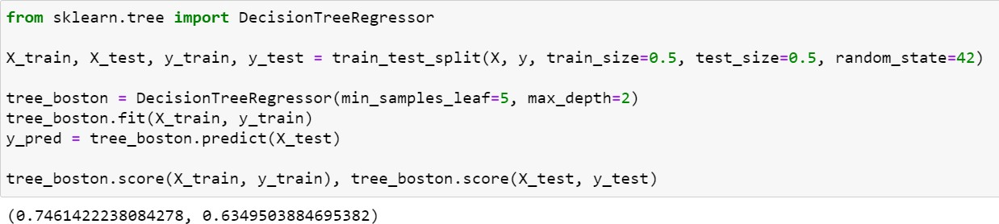 from sklearn.tree import DecisionTreeRegressor
X_train, X_test, y_train, y_test = train_test_split(X, y, train_size=0.5, test_size=0.5, random_state=42)
tree_boston = DecisionTreeRegressor(min_samples_leaf=5, max_depth=2)
tree_boston.fit(X_train, y_train)
y_pred = tree_boston.predict(X_test)
tree_boston.score(X_train, y_train), tree_boston.score(X_test, y_test)
(0.7461422238084278, 0.6349503884695382)